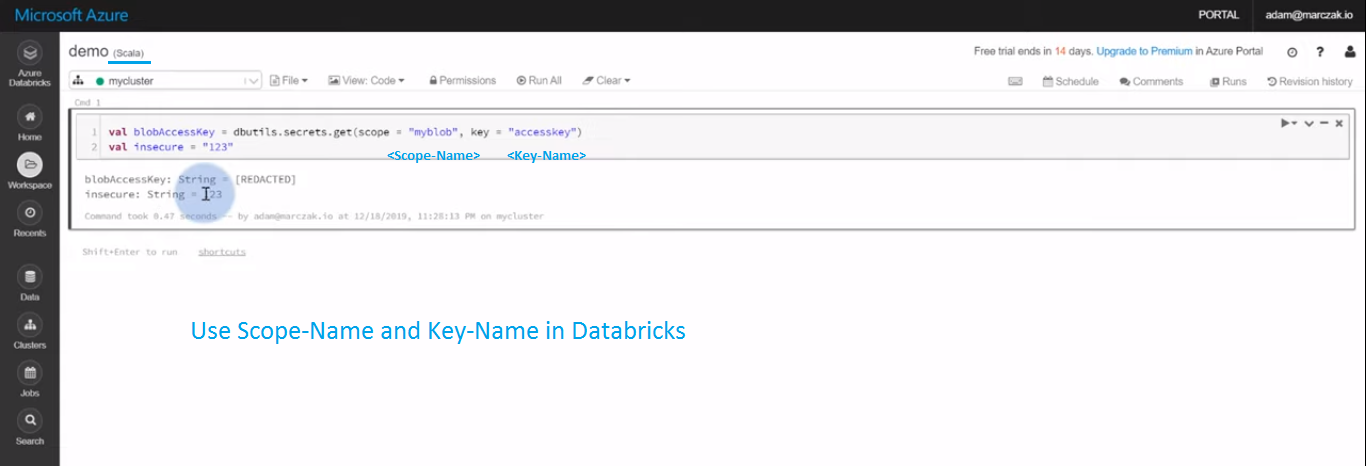 Microsoft Azure
PORTAL
adam@marczak.io
Azure Databricks
Home
Workspace
Recents
Data
Clusters
Jobs
Search
demo (Scala)
Free trial ends in 14 days. Upgrade to Premium in Azure Portal
?
mycluster
File
View: Code
Permissions
Run All
Clear
Schedule
Comments
Runs
Revision history
Cmd 1
1 val blobAccessKey = dbutils.secrets.get(scope = "myblob", key = "accesskey")
2 val insecure = "123"
<Scope-Name> <Key-Name>
blobAccessKey: String = [REDACTED]
insecure: String = 123
Command took 0.47 seconds -- by adam@marczak.io at 12/18/2019, 11:28:13 PM on mycluster
Shift+Enter to run shortcuts
Use Scope-Name and Key-Name in Databricks